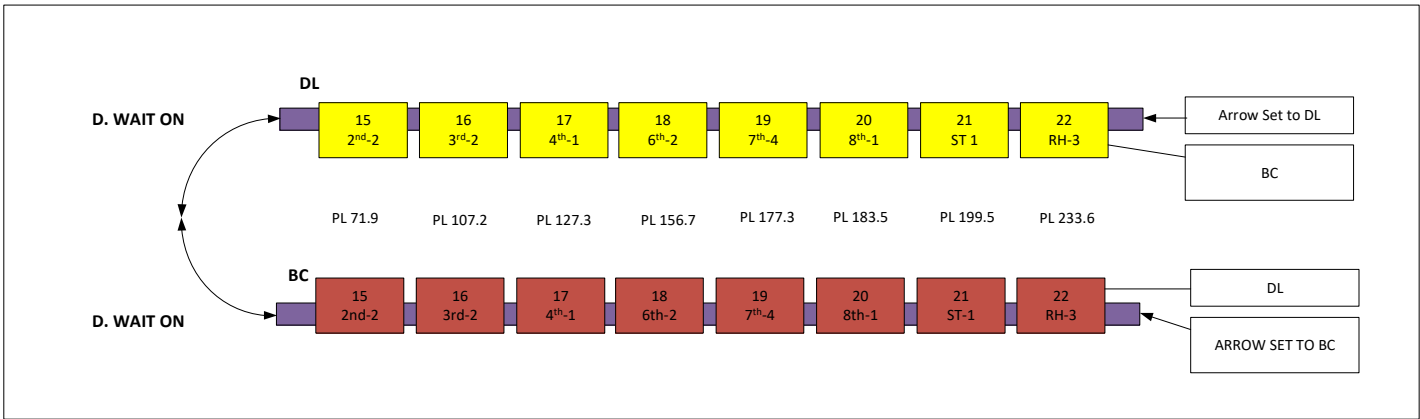 DL
D. WAIT ON
15
2nd-2
16
3rd-2
17
4th-1
18
6th-2
19
7th-4
20
8th-1
21
ST 1
22
RH-3
Arrow Set to DL
BC
PL 71.9
PL 107.2
PL 127.3
PL 156.7
PL 177.3
PL 183.5
PL 199.5
PL 233.6
BC
D. WAIT ON
15
2nd-2
16
3rd-2
17
4th-1
18
6th-2
19
7th-4
20
8th-1
21
ST-1
22
RH-3
DL
ARROW SET TO BC